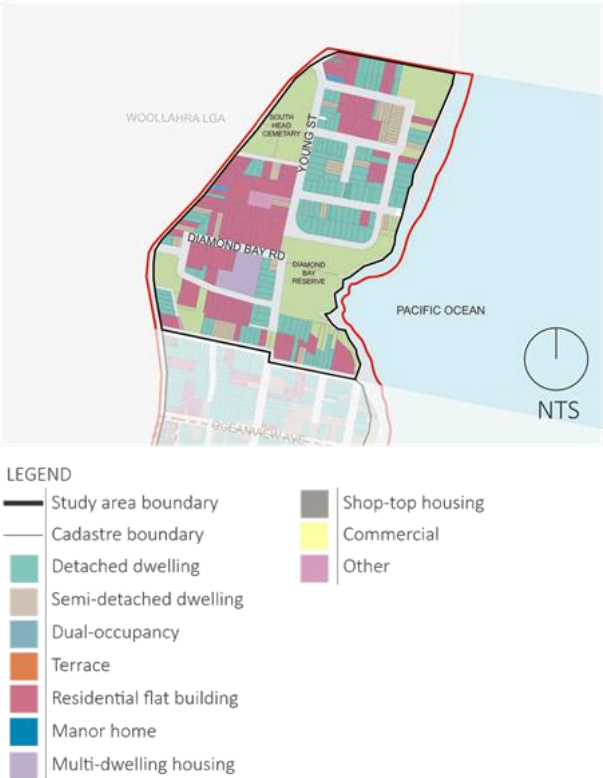 WOOLLAHRA LGA
SOUTH
HEAD
CEMETARY
YOUNG ST
DIAMOND BAY RD
DIAMOND
BAY
RESERVE
PACIFIC OCEAN
NTS
OCEANVIEW AVE
LEGEND
Study area boundary
Cadastre boundary
Detached dwelling
Semi-detached dwelling
Dual-occupancy
Terrace
Residential flat building
Manor home
Multi-dwelling housing
Shop-top housing
Commercial
Other